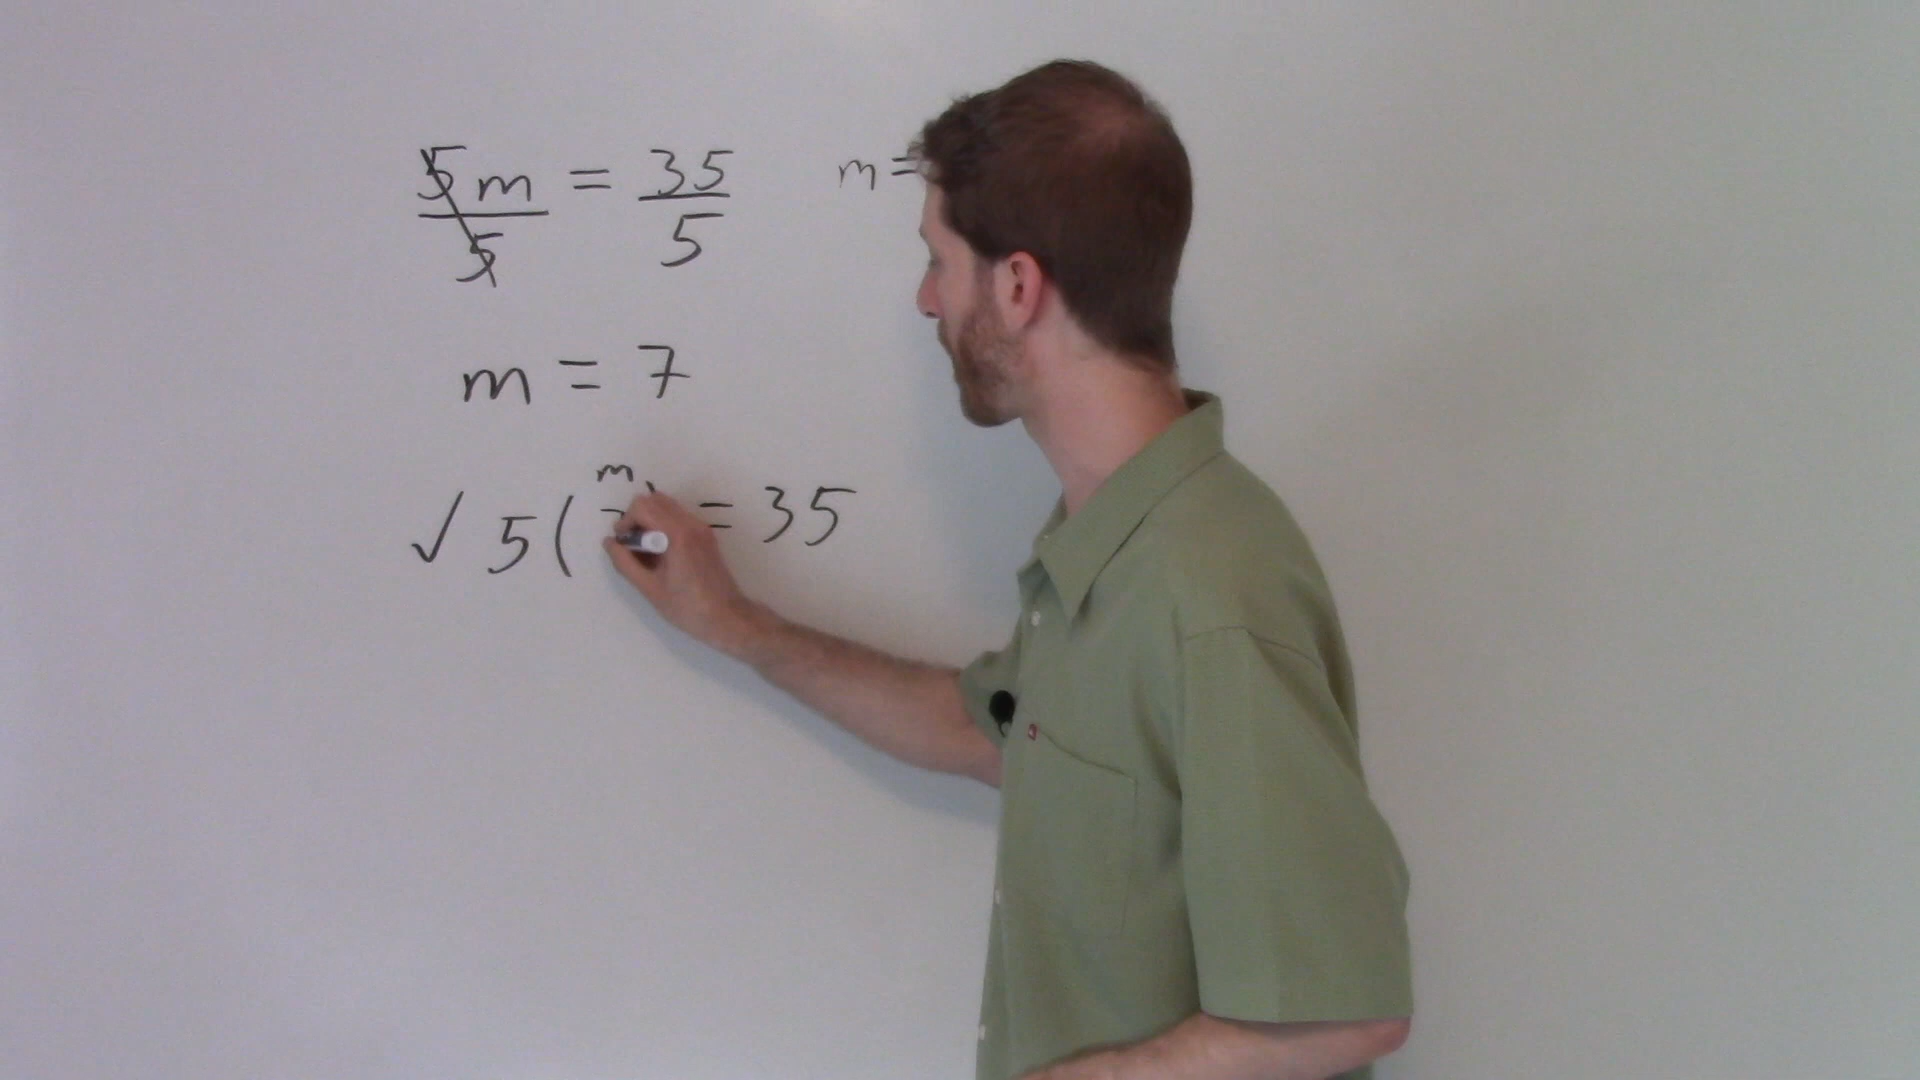 5m = 35 m =
5 5
m = 7
m
✓ 5( = 35